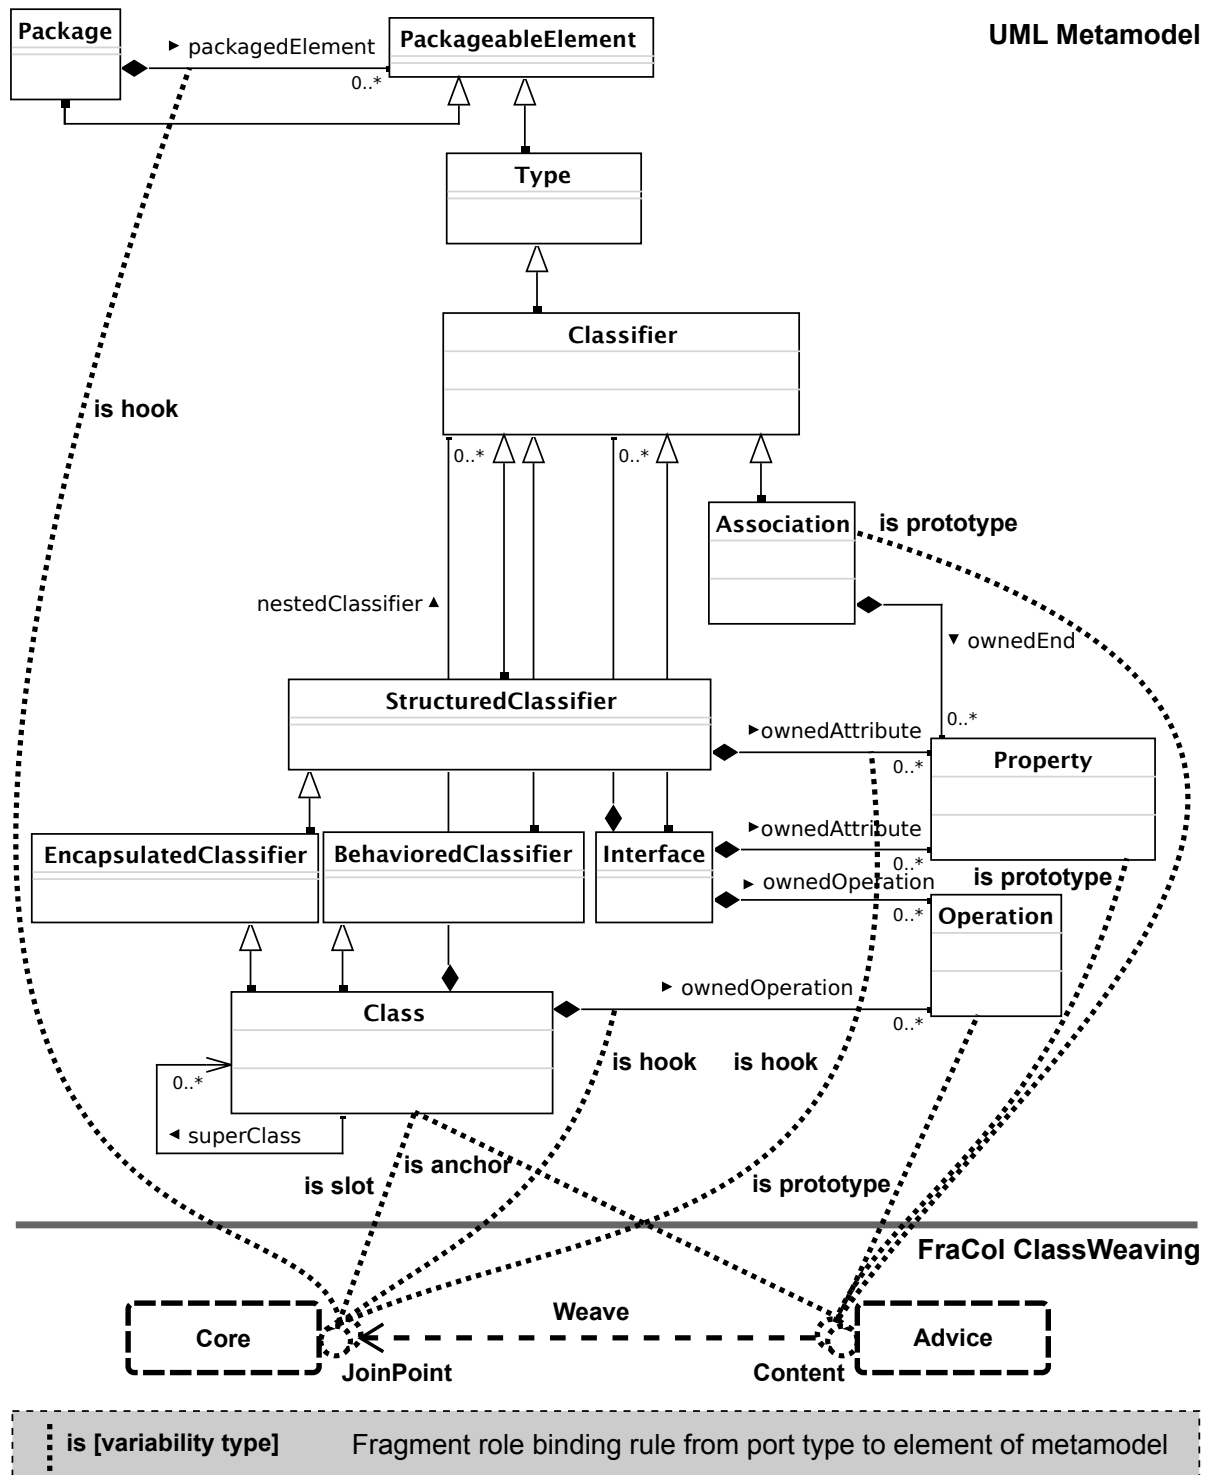 Package
► packagedElement
0..*
PackageableElement
UML Metamodel
Type
Classifier
is hook
0..*
0..*
Association
is prototype
nestedClassifier ▲
▼ ownedEnd
0..*
StructuredClassifier
►ownedAttribute
0..*
Property
EncapsulatedClassifier
BehavioredClassifier
Interface
►ownedAttribute
0..*
► ownedOperation
is prototype
0..*
Operation
Class
► ownedOperation
0..*
0..*
◄ superClass
is hook
is hook
is anchor
is slot
is prototype
FraCol ClassWeaving
Core
Weave
Advice
JoinPoint
Content
is [variability type]
Fragment role binding rule from port type to element of metamodel